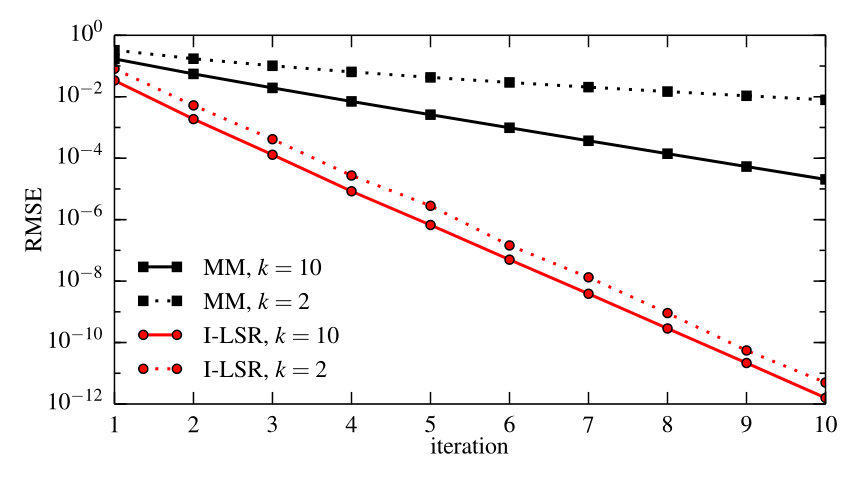 10^0
10^−2
10^−4
10^−6
10^−8
10^−10
10^−12
RMSE
MM, k = 10
MM, k = 2
I-LSR, k = 10
I-LSR, k = 2
1 2 3 4 5 6 7 8 9 10
iteration